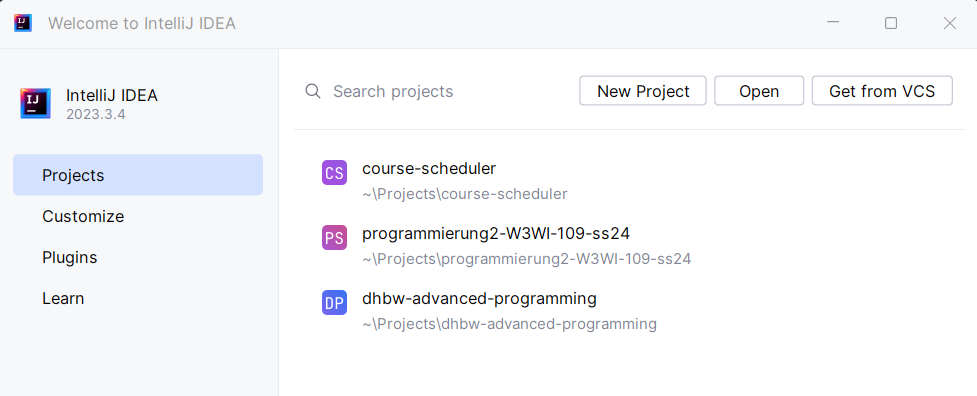 IJ Welcome to IntelliJ IDEA
IJ IntelliJ IDEA
2023.3.4
Projects
Customize
Plugins
Learn
Search projects New Project Open Get from VCS
CS course-scheduler
~\Projects\course-scheduler
PS programmierung2-W3WI-109-ss24
~\Projects\programmierung2-W3WI-109-ss24
DP dhbw-advanced-programming
~\Projects\dhbw-advanced-programming